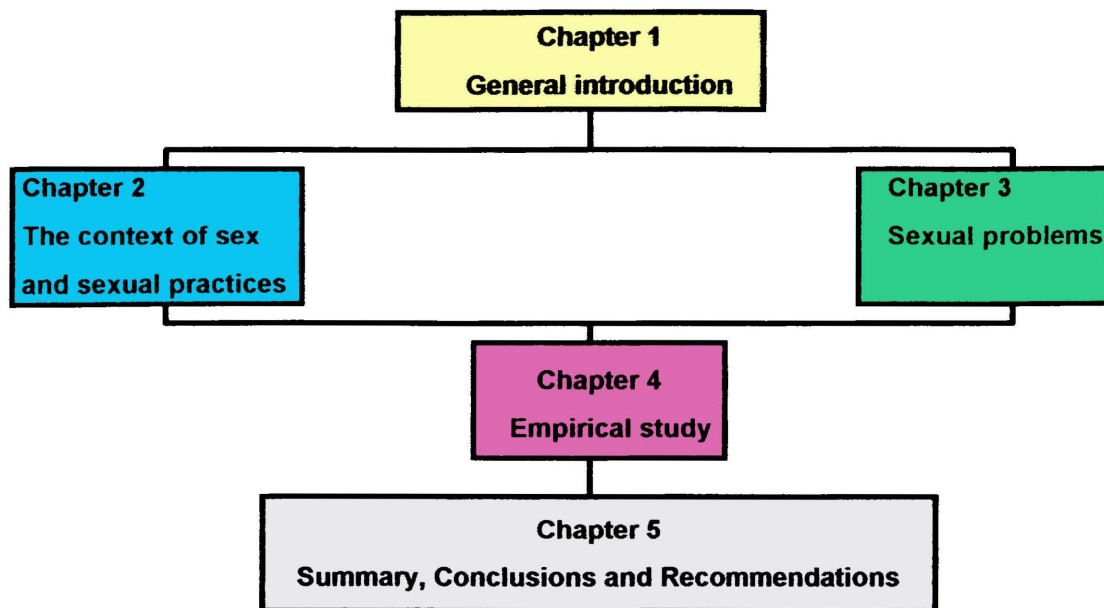 Chapter 1
General introduction
Chapter 2
The context of sex
and sexual practices
Chapter 3
Sexual problems
Chapter 4
Empirical study
Chapter 5
Summary, Conclusions and Recommendations